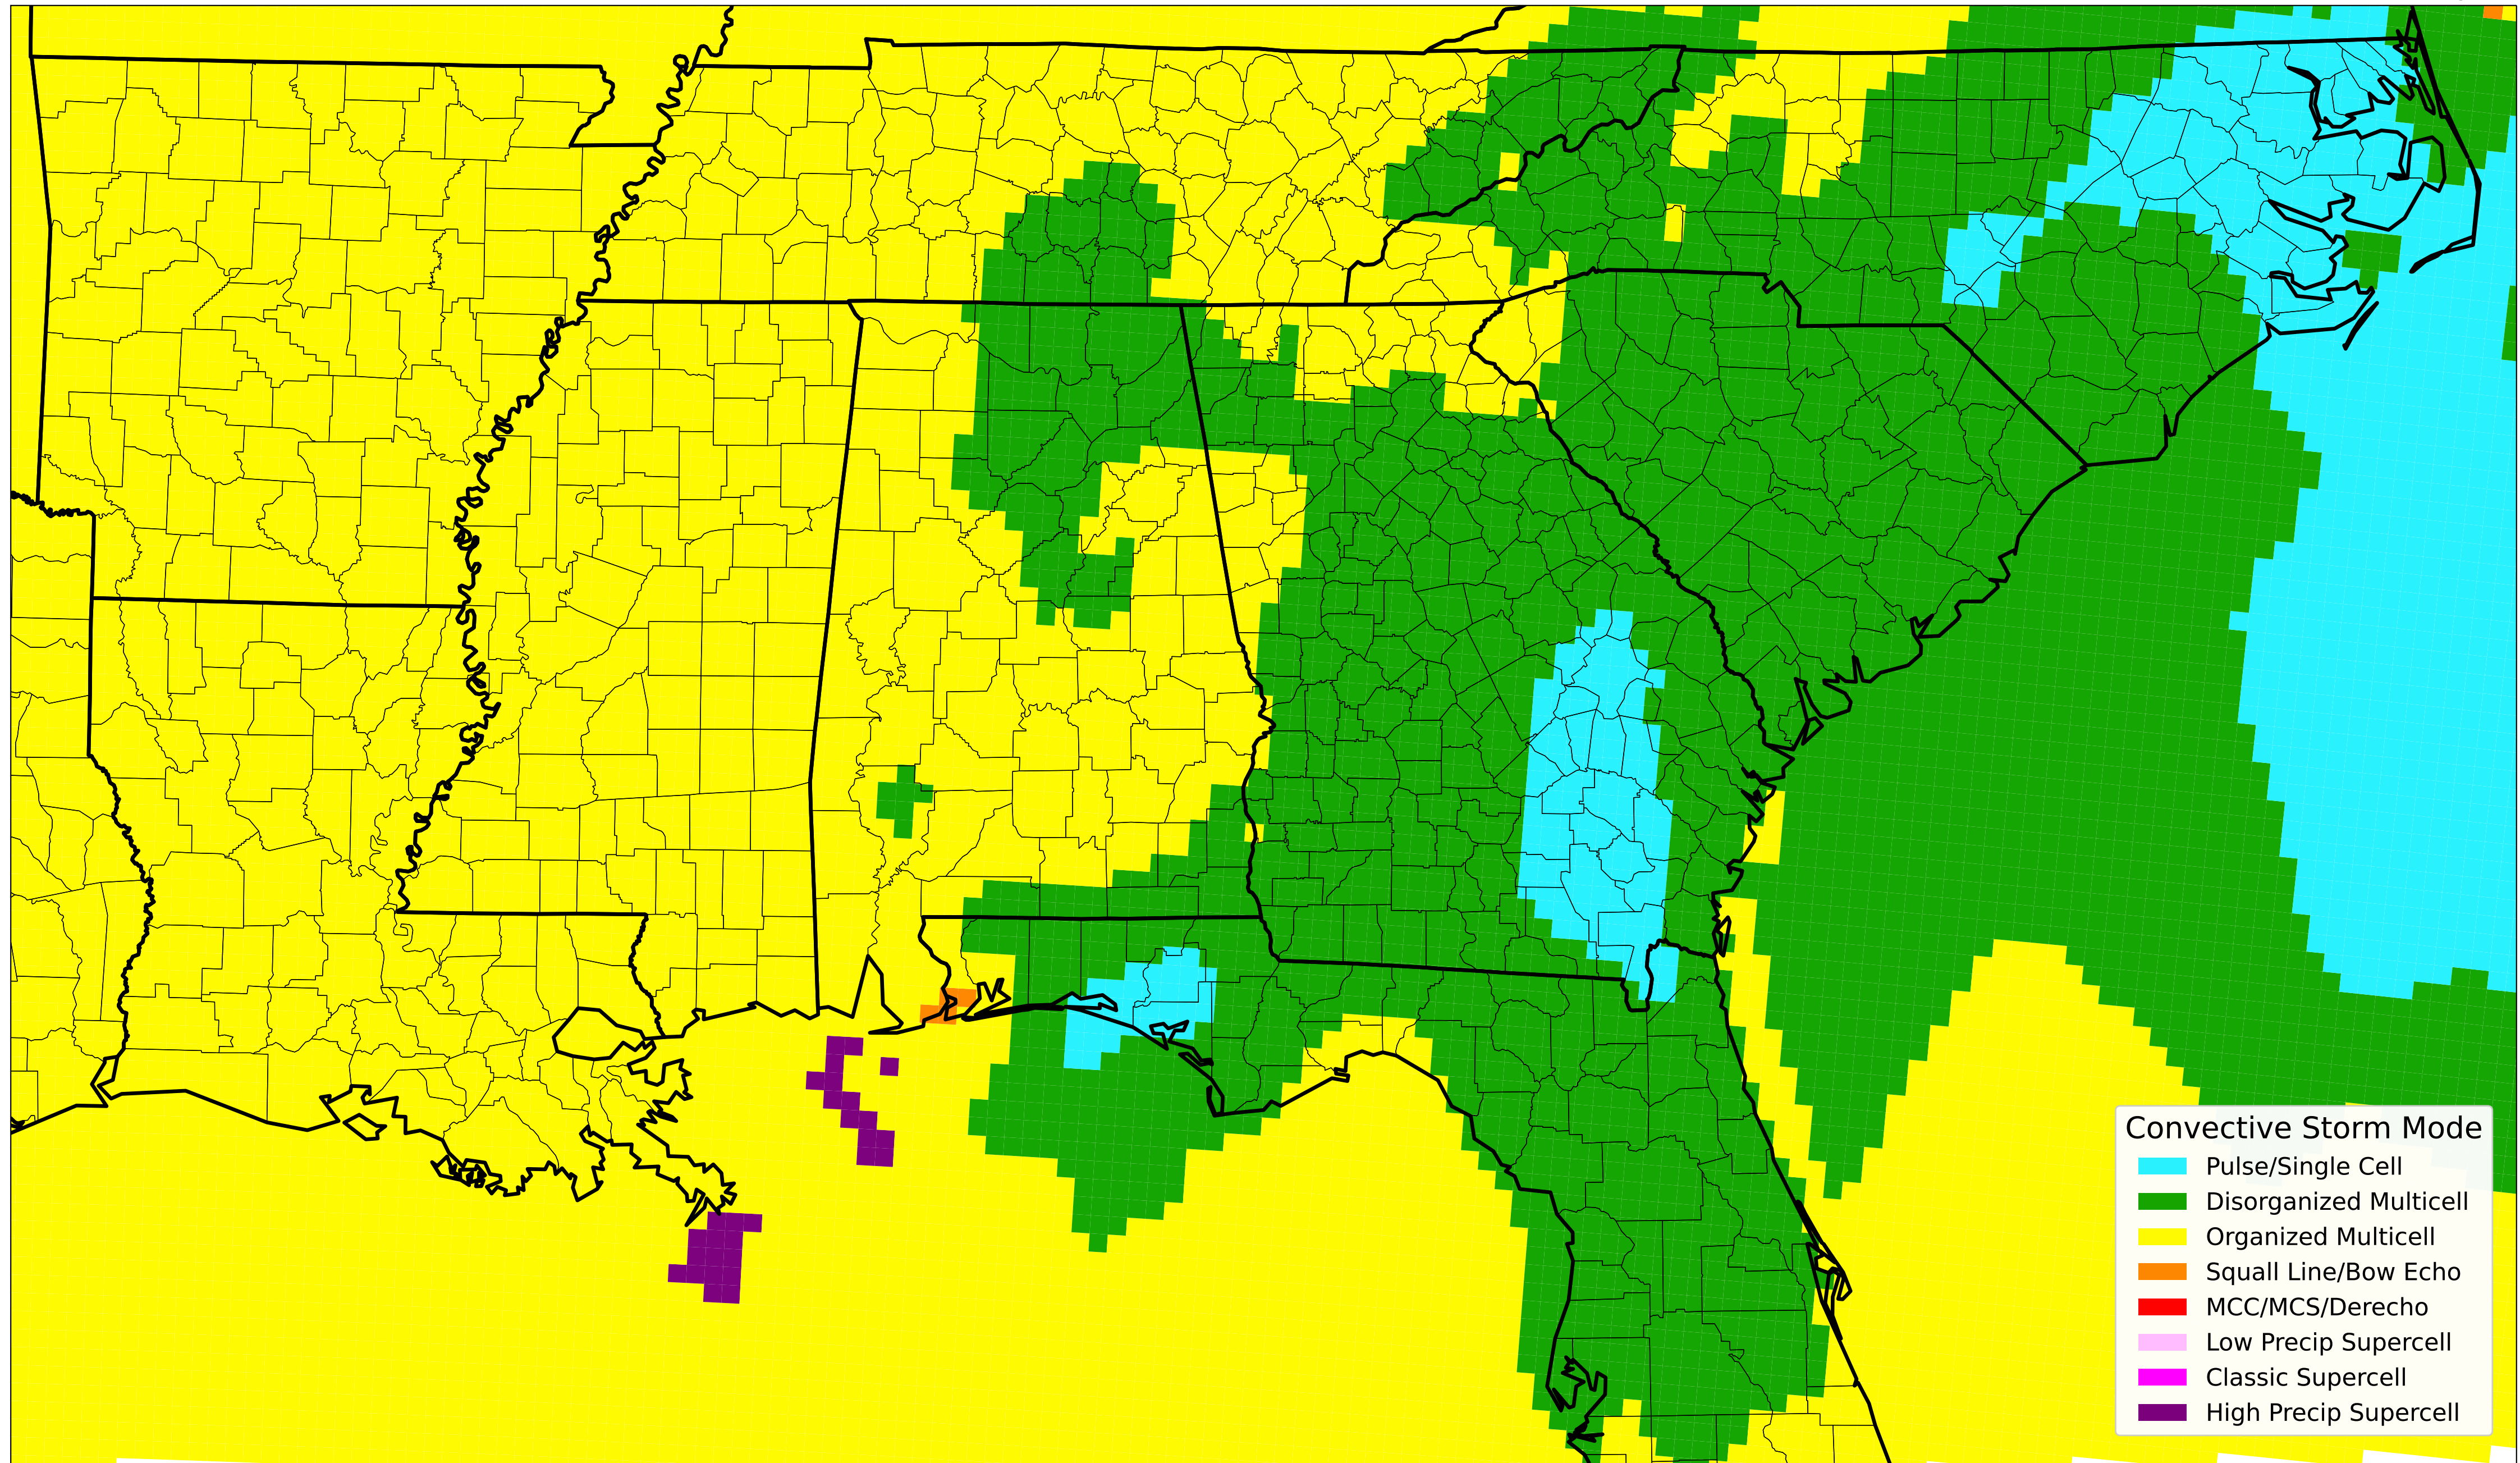 Convective Storm Mode
Pulse/Single Cell
Disorganized Multicell
Organized Multicell
Squall Line/Bow Echo
MCC/MCS/Derecho
Low Precip Supercell
Classic Supercell
High Precip Supercell